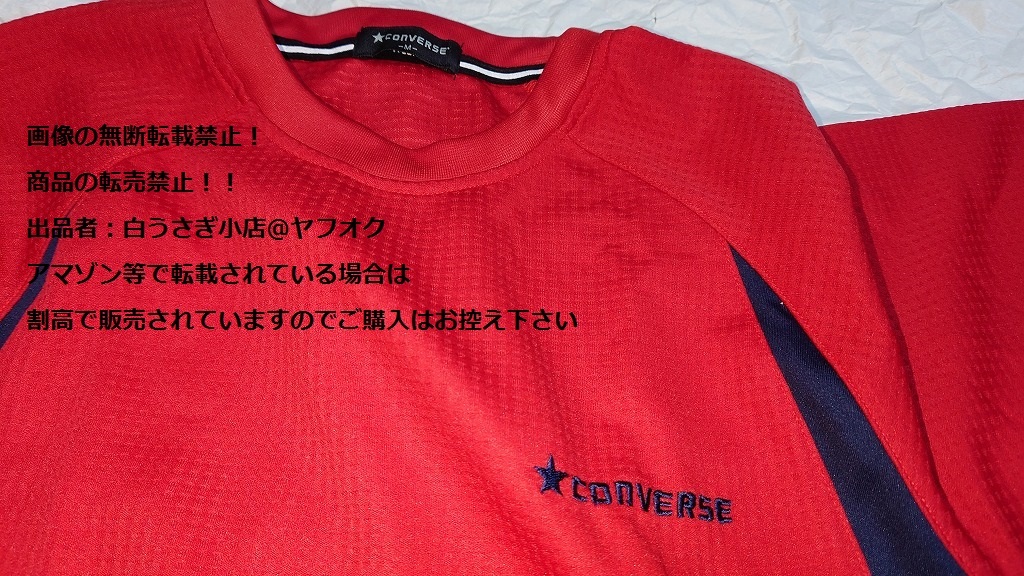 ★CONVERSE
-M-
画像の無断転載禁止！
商品の転売禁止！！
出品者：白うさぎ小店@ヤフオク
アマゾン等で転載されている場合は
割高で販売されていますのでご購入はお控え下さい
★CONVERSE